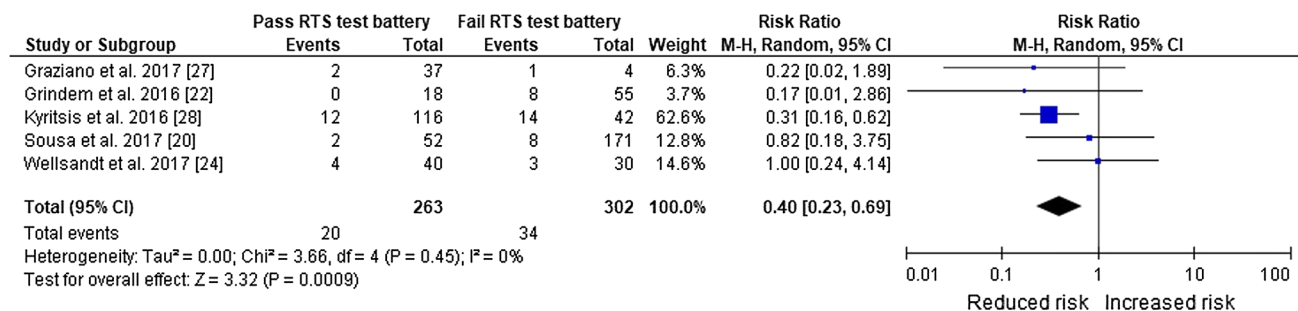 Pass RTS test battery Fail RTS test battery Risk Ratio Risk Ratio
Study or Subgroup Events Total Events Total Weight M-H, Random, 95% CI M-H, Random, 95% CI
Graziano et al. 2017 [27] 2 37 1 4 6.3% 0.22 [0.02, 1.89]
Grindem et al. 2016 [22] 0 18 8 55 3.7% 0.17 [0.01, 2.86]
Kyritsis et al. 2016 [28] 12 116 14 42 62.6% 0.31 [0.16, 0.62]
Sousa et al. 2017 [20] 2 52 8 171 12.8% 0.82 [0.18, 3.75]
Wellsandt et al. 2017 [24] 4 40 3 30 14.6% 1.00 [0.24, 4.14]
Total (95% CI) 263 302 100.0% 0.40 [0.23, 0.69]
Total events 20 34
Heterogeneity: Tau² = 0.00; Chi² = 3.66, df = 4 (P = 0.45); I² = 0%
Test for overall effect: Z = 3.32 (P = 0.0009)
0.01 0.1 1 10 100
Reduced risk Increased risk